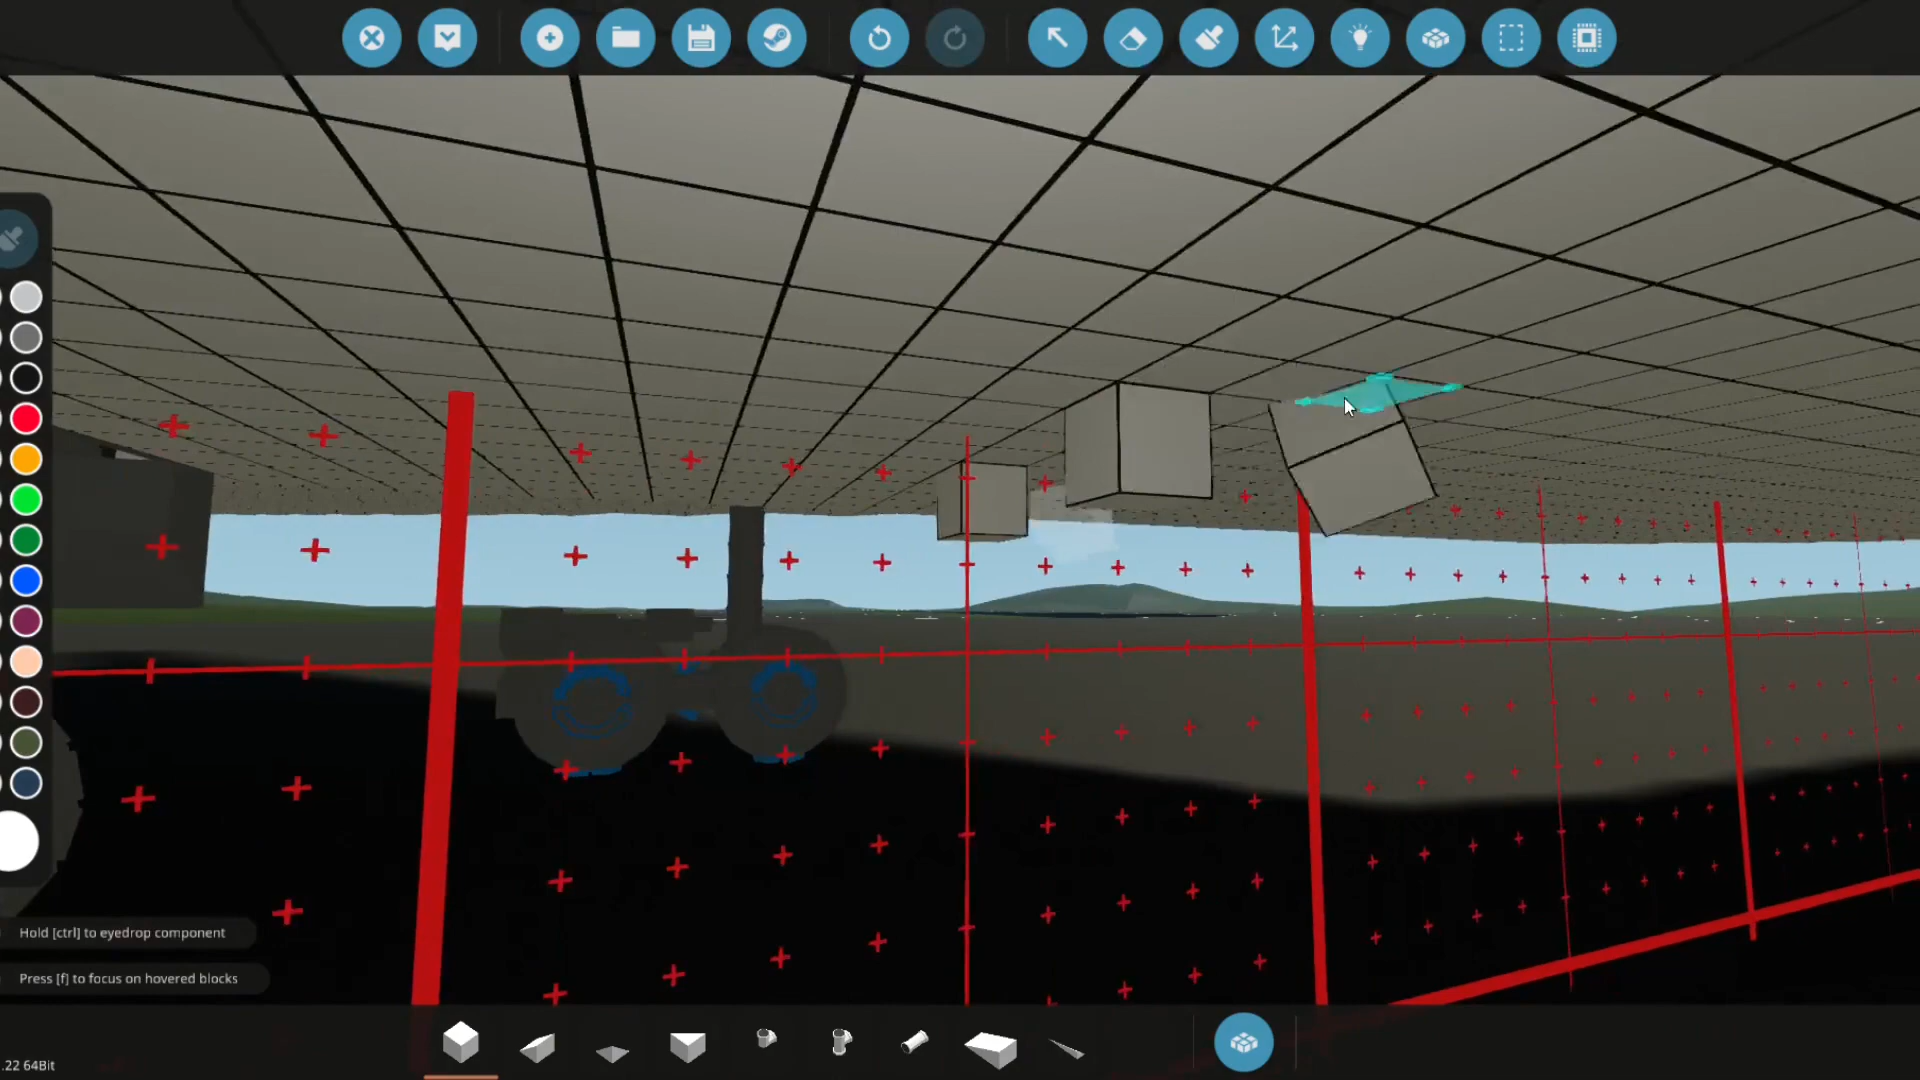 Hold [ctrl] to eyedrop component
Press [f] to focus on hovered blocks
.22 64Bit